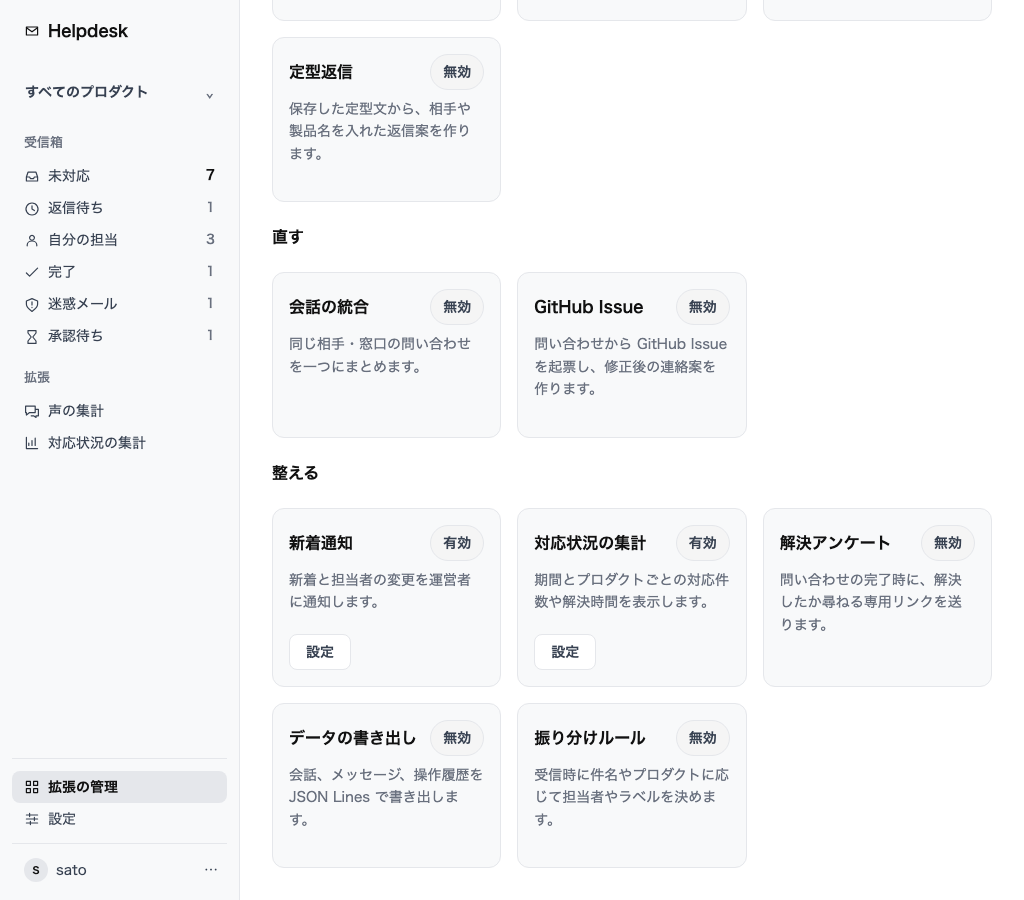 Helpdesk
すべてのプロダクト
受信箱
未対応 7
返信待ち 1
自分の担当 3
完了 1
迷惑メール 1
承認待ち 1
拡張
声の集計
対応状況の集計
拡張の管理
設定
S sato ...
定型返信 無効
保存した定型文から、相手や
製品名を入れた返信案を作り
ます。
直す
会話の統合 無効
同じ相手・窓口の問い合わせ
を一つにまとめます。
GitHub Issue 無効
問い合わせから GitHub Issue
を起票し、修正後の連絡案を
作ります。
整える
新着通知 有効
新着と担当者の変更を運営者
に通知します。
設定
対応状況の集計 有効
期間とプロダクトごとの対応件
数や解決時間を表示します。
設定
解決アンケート 無効
問い合わせの完了時に、解決
したか尋ねる専用リンクを送
ります。
データの書き出し 無効
会話、メッセージ、操作履歴を
JSON Lines で書き出しま
す。
振り分けルール 無効
受信時に件名やプロダクトに応
じて担当者やラベルを決めま
す。